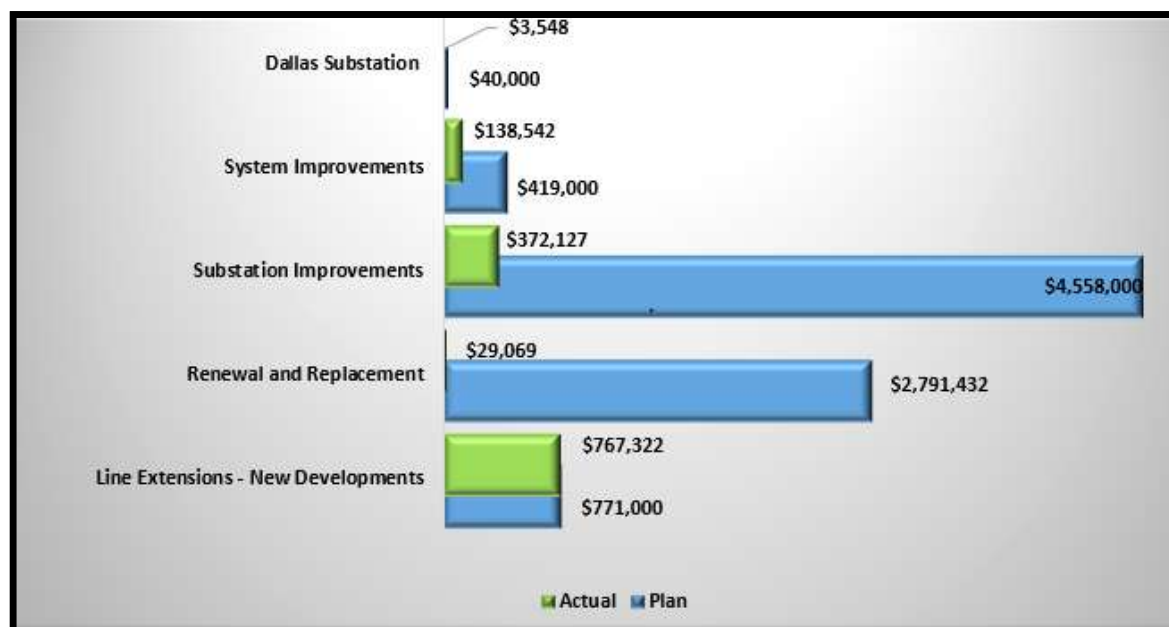 $3,548
Dallas Substation
$40,000
$138,542
System Improvements
$419,000
$372,127
Substation Improvements
$4,558,000
$29,069
Renewal and Replacement
$2,791,432
$767,322
Line Extensions - New Developments
$771,000
Actual Plan